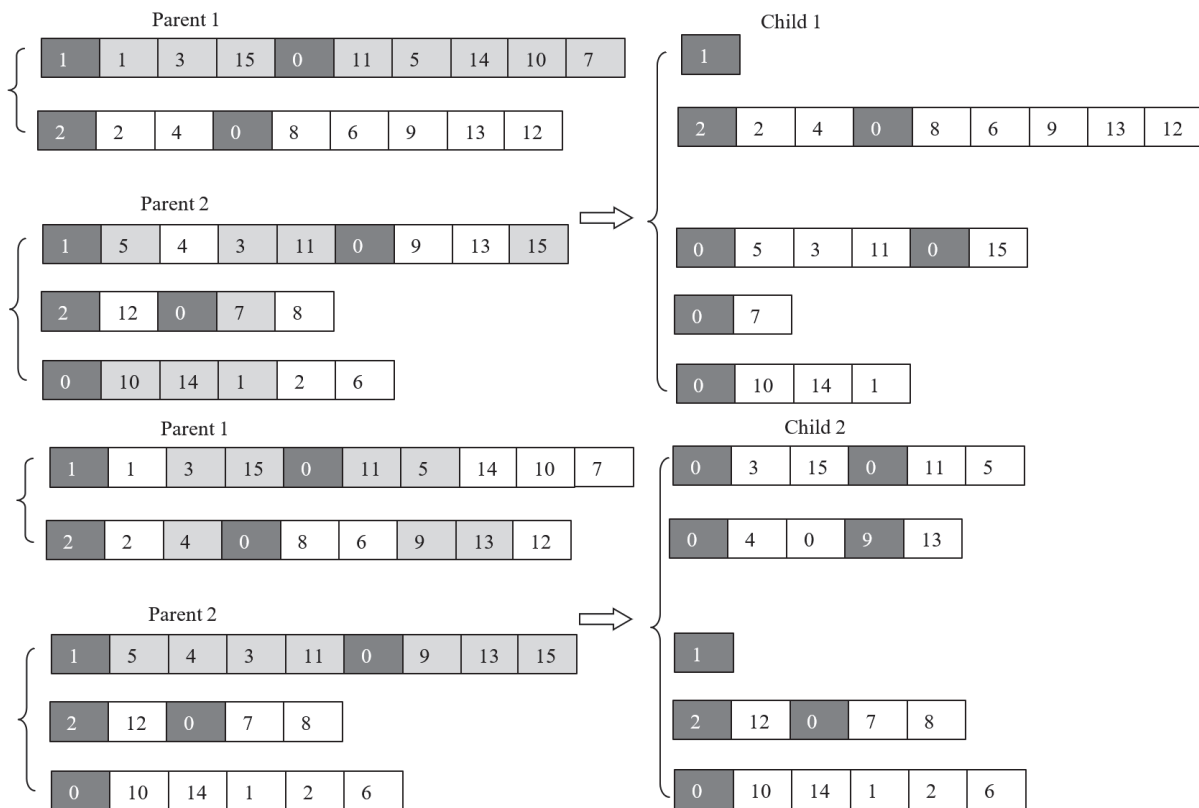 Parent 1
1 1 3 15 0 11 5 14 10 7
2 2 4 0 8 6 9 13 12
Parent 2
1 5 4 3 11 0 9 13 15
2 12 0 7 8
0 10 14 1 2 6
Child 1
1
2 2 4 0 8 6 9 13 12
0 5 3 11 0 15
0 7
0 10 14 1
Parent 1
1 1 3 15 0 11 5 14 10 7
2 2 4 0 8 6 9 13 12
Parent 2
1 5 4 3 11 0 9 13 15
2 12 0 7 8
0 10 14 1 2 6
Child 2
0 3 15 0 11 5
0 4 0 9 13
1
2 12 0 7 8
0 10 14 1 2 6